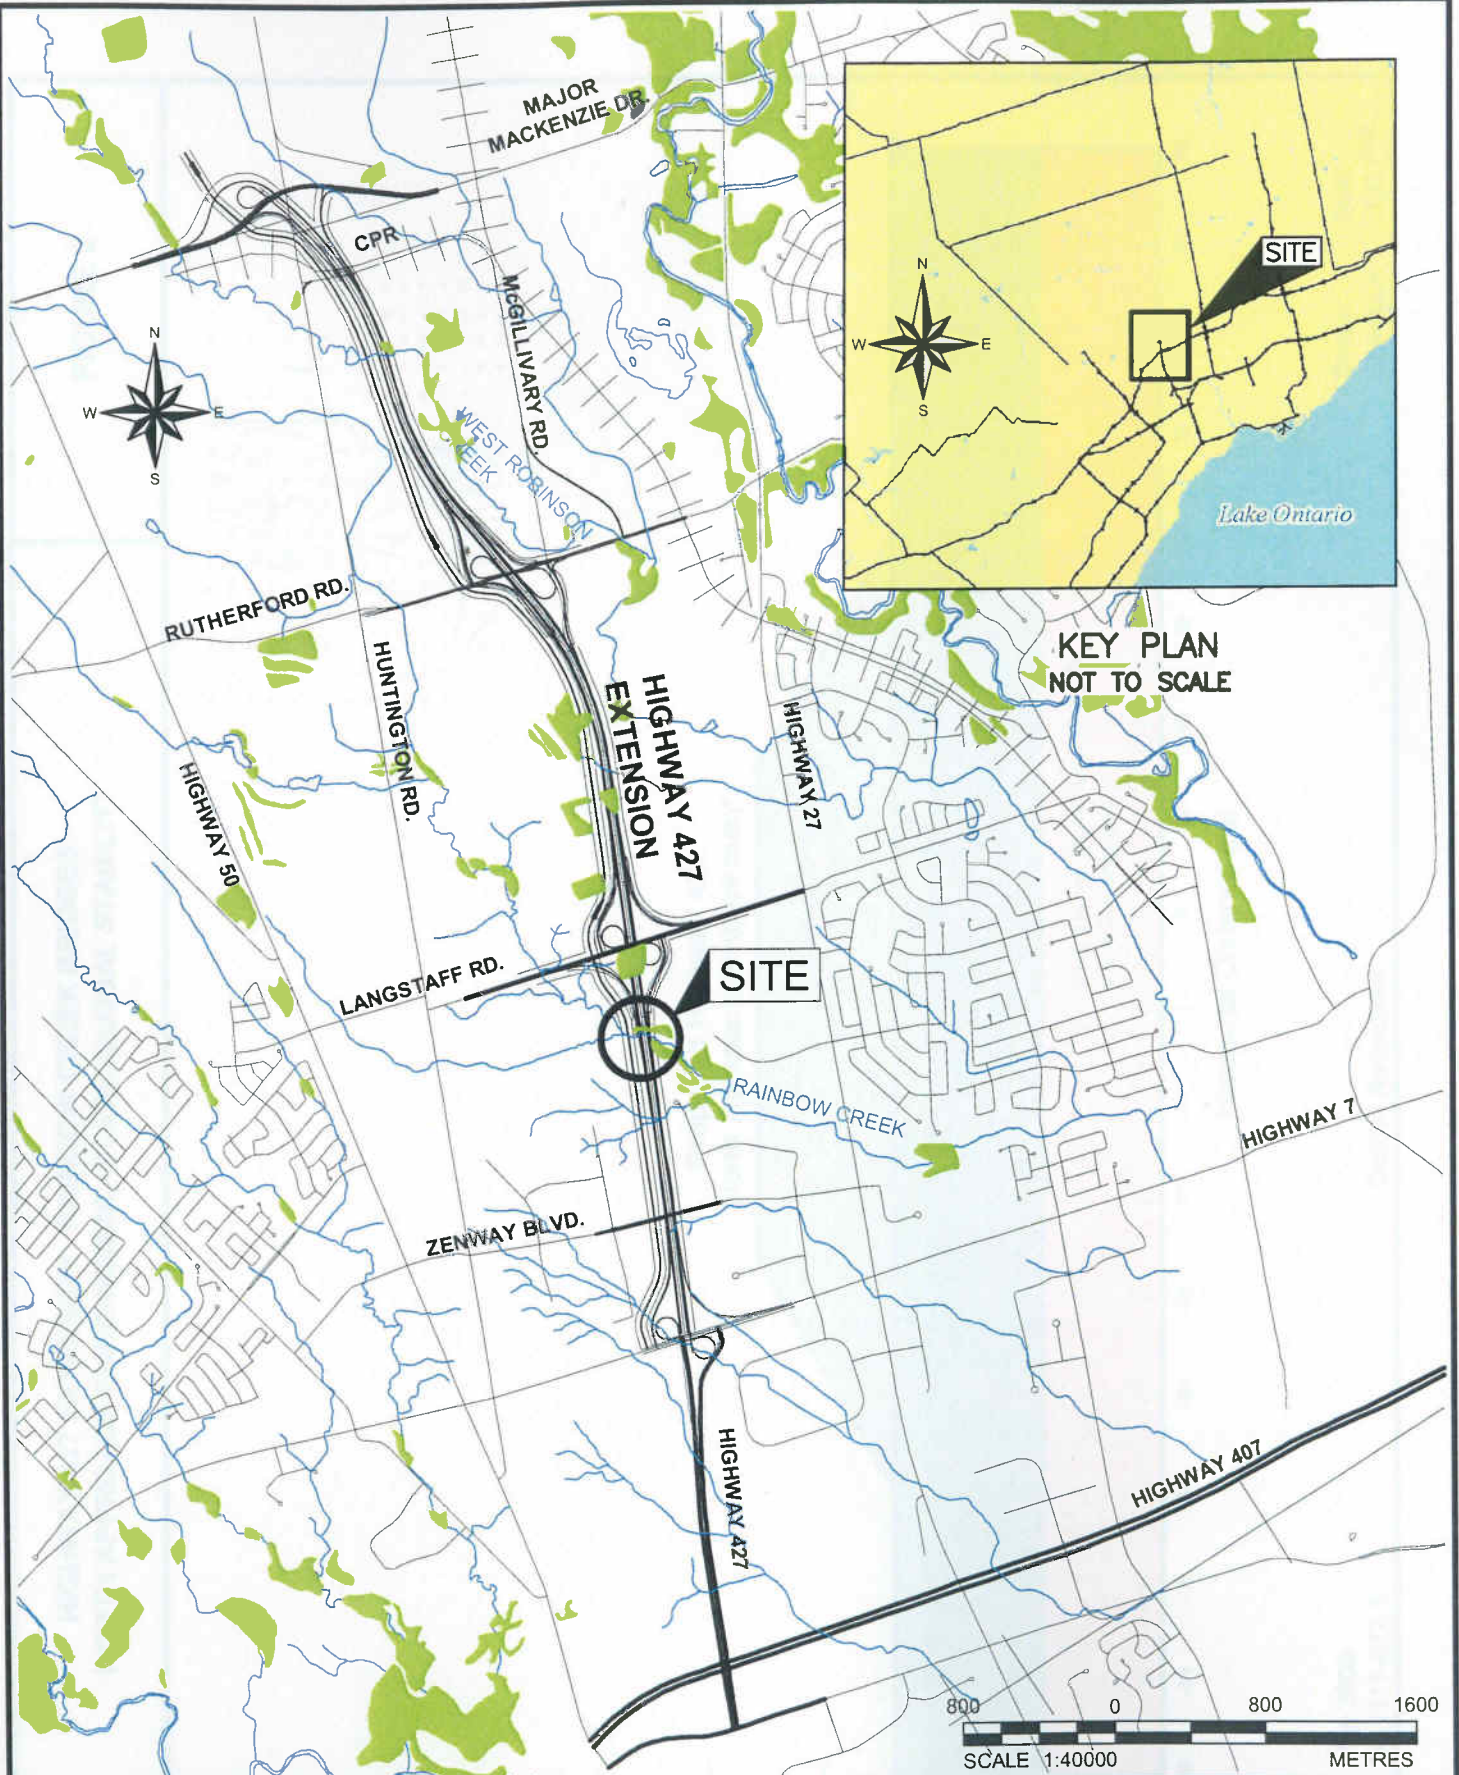 MAJOR
MACKENZIE DR.
CPR
McGILLIVARY RD.
N
W
E
S
WEST ROBINSON
CREEK
N
W
E
S
SITE
Lake Ontario
KEY PLAN
NOT TO SCALE
RUTHERFORD RD.
HUNTINGTON RD.
HIGHWAY 50
HIGHWAY 427
EXTENSION
HIGHWAY 27
LANGSTAFF RD.
SITE
RAINBOW CREEK
HIGHWAY 7
ZENWAY BLVD.
HIGHWAY 427
HIGHWAY 407
800 0 800 1600
SCALE 1:40000 METRES